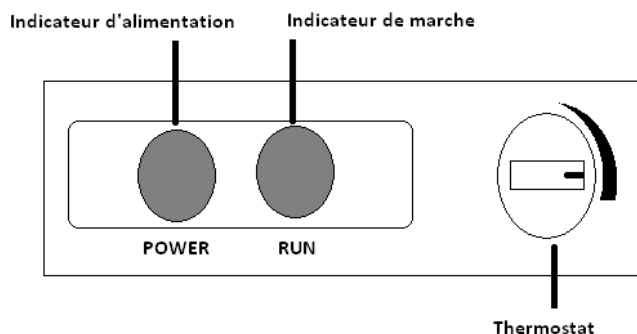 Indicateur d'alimentation
Indicateur de marche
POWER
RUN
Thermostat